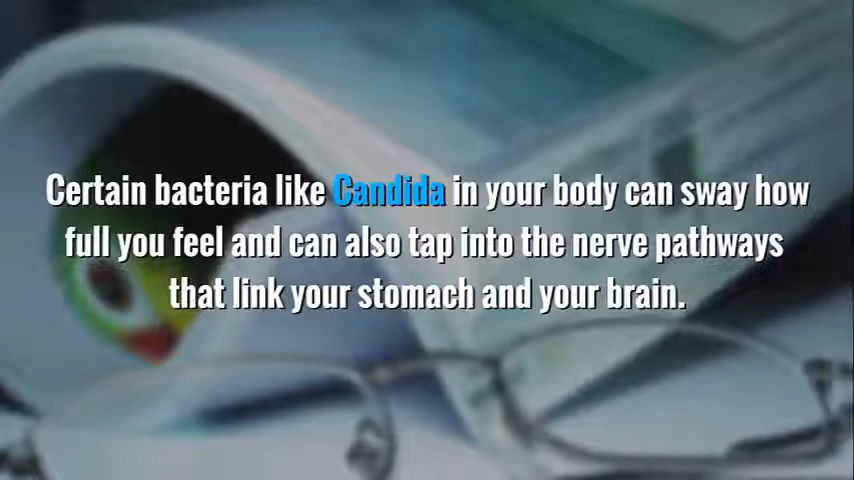 Certain bacteria like Candida in your body can sway how
full you feel and can also tap into the nerve pathways
that link your stomach and your brain.